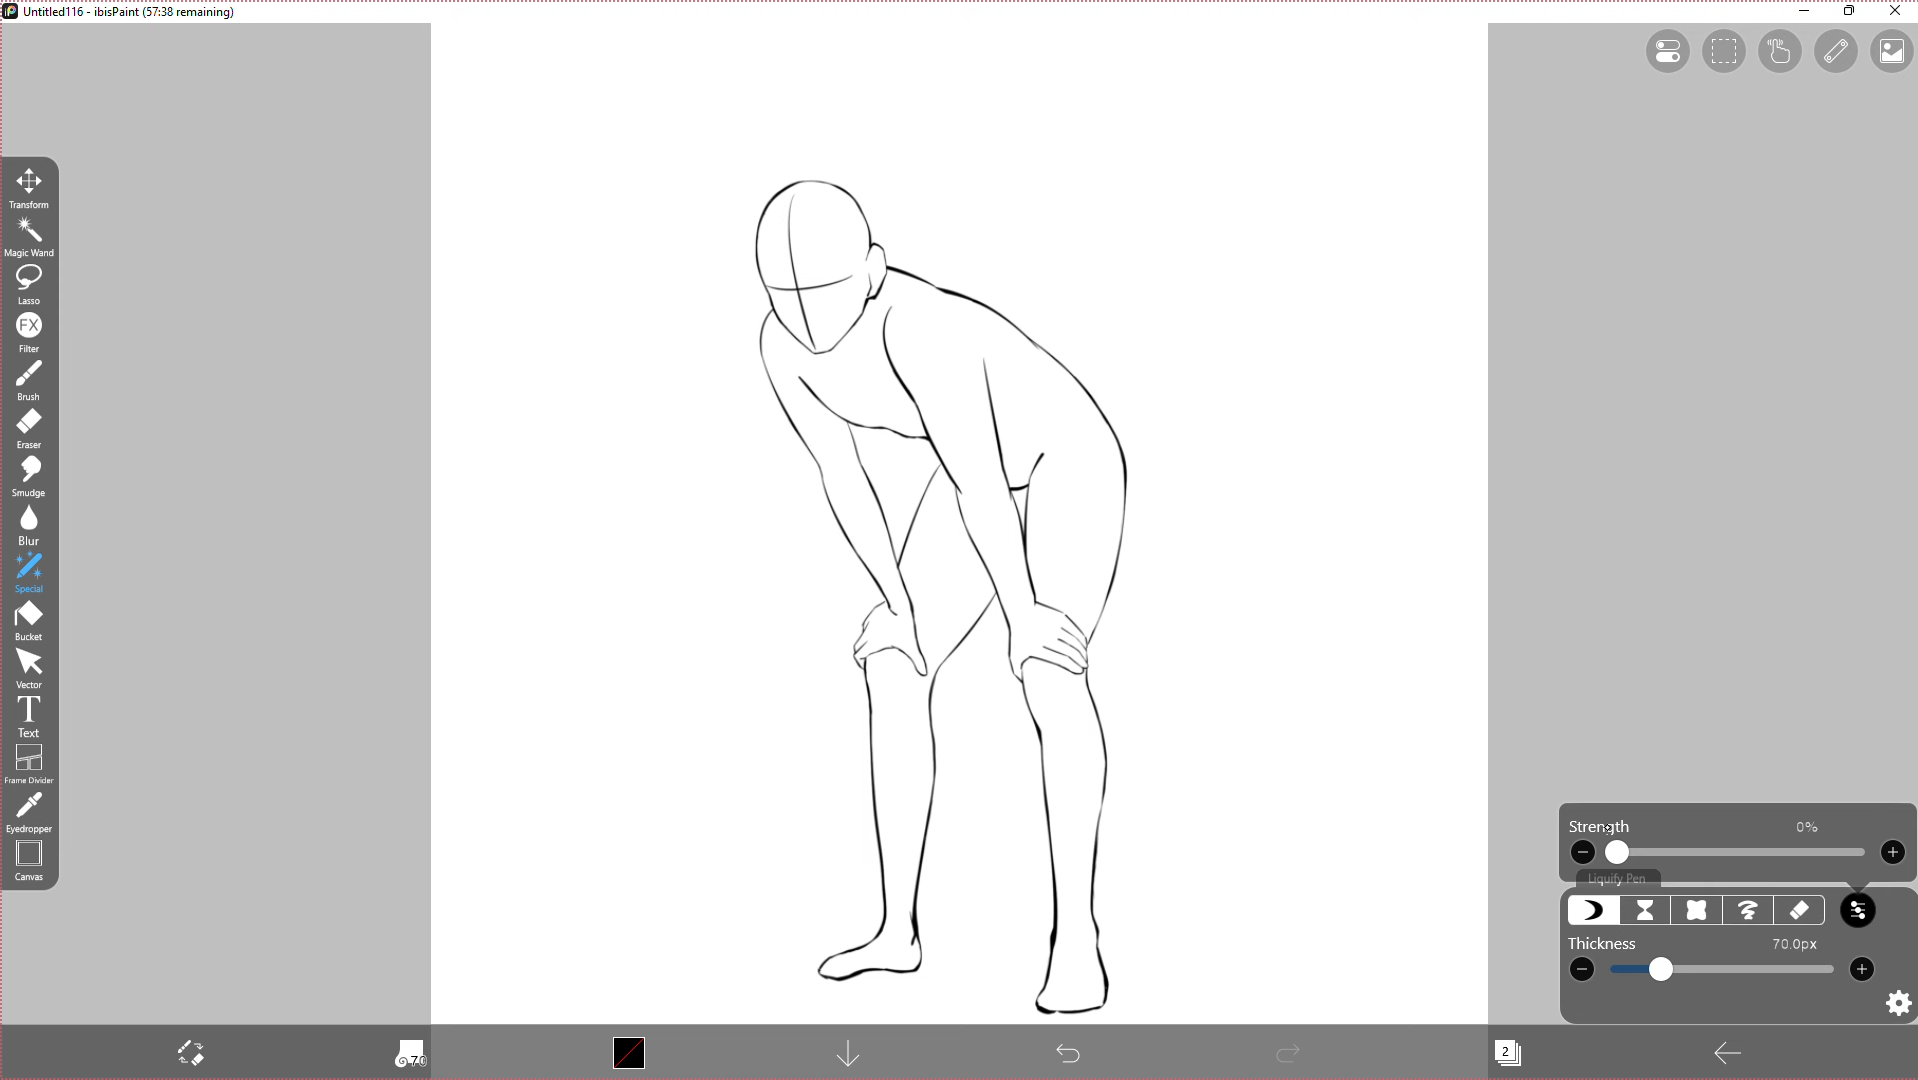 Untitled116 - ibisPaint (57:38 remaining)
Transform
Magic Wand
Lasso
FX
Filter
Brush
Eraser
Smudge
Blur
Special
Bucket
Vector
T
Text
Frame Divider
Eyedropper
Canvas
Strength 0%
Liquify Pen
Thickness 70.0px
70
2